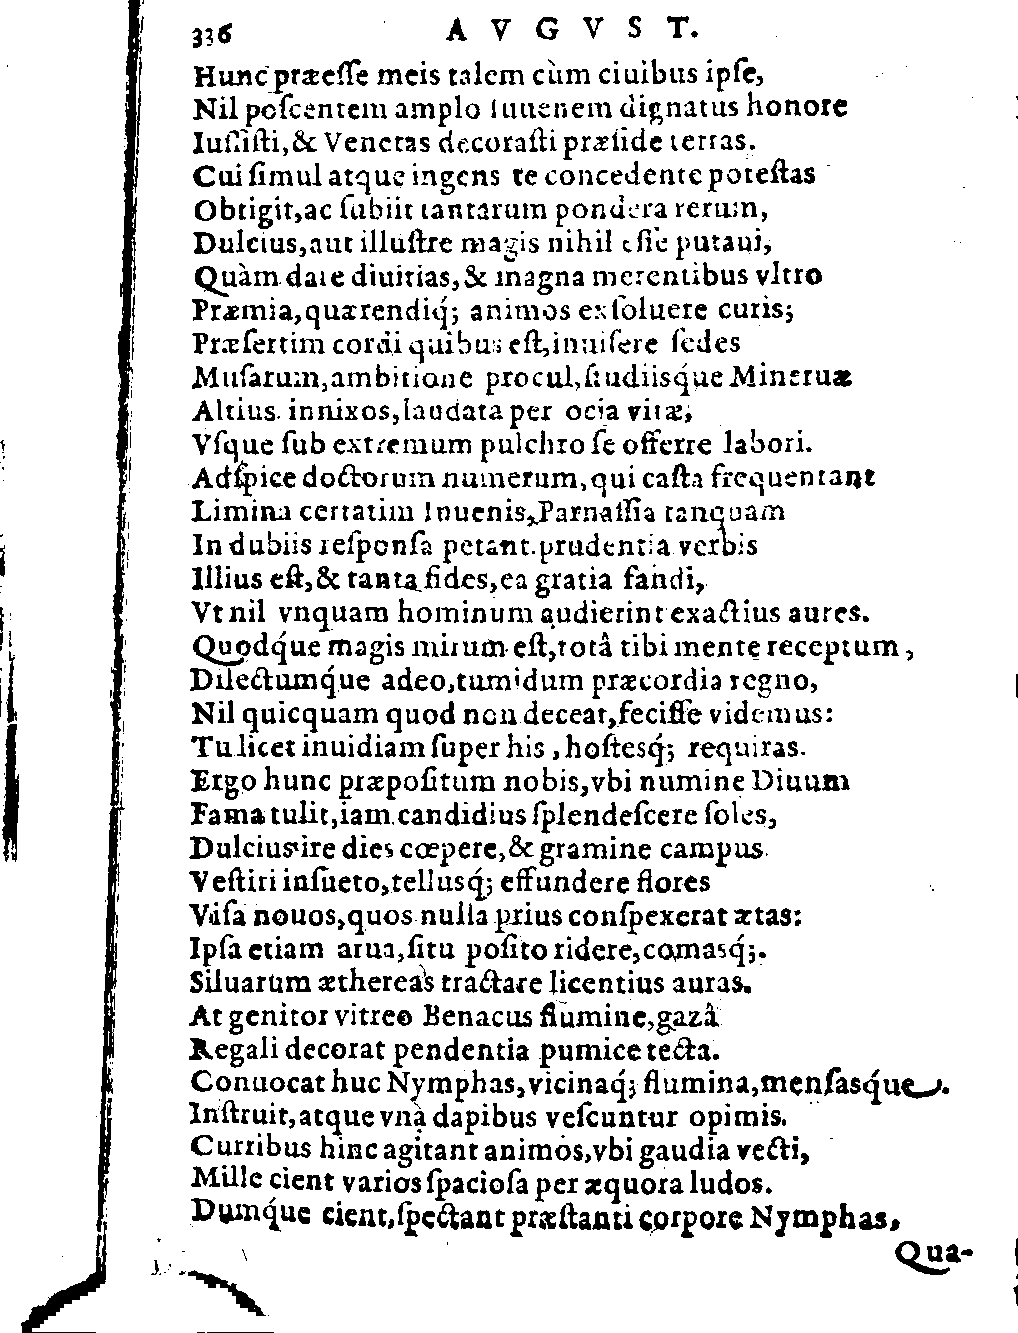 336 AVGVST.
Hunc præeſſe meis talem cùm ciuibus ipſe,
Nil poſcentem amplo Iuuenem dignatus honore
Iuſſiſti,& Venetas decoraſti præſide terras.
Cui ſimul atque ingens te concedente poteſtas
Obtigit,ac ſubiit tantarum pondera rerum,
Dulcius,aut illuſtre magis nihil eſſe putaui,
Quàm dare diuitias,& magna merentibus vltro
Præmia,quærendiq́; animos exſoluere curis;
Præſertim cordi quibus eſt,inuiſere ſedes
Muſarum,ambitione procul,ſtudiisq́ue Mineruæ
Altius innixos,laudata per ocia vitæ,
Vſque ſub extremum pulchro ſe offerre labori.
Adſpice doctorum numerum,qui caſta frequentant
Limina certatim Iuuenis,Parnaſſia tanquam
In dubiis reſponſa petant.prudentia verbis
Illius eſt,& tanta fides,ea gratia fandi,
Vt nil vnquam hominum audierint exactius aures.
Quodq́ue magis mirum eſt,totâ tibi mente receptum,
Dilectumq́ue adeo,tumidum præcordia regno,
Nil quicquam quod non deceat,feciſſe videmus:
Tu licet inuidiam ſuper his , hoſtesq́; requiras.
Ergo hunc præpoſitum nobis,vbi numine Diuum
Fama tulit,iam candidius ſplendeſcere ſoles,
Dulcius ire dies cœpere,& gramine campus
Veſtiri inſueto,tellusq́; effundere flores
Viſa nouos,quos nulla prius conſpexerat ætas:
Ipſa etiam arua,ſitu poſito ridere,comasq́;.
Siluarum æthereas tractare licentius auras.
At genitor vitreo Benacus flumine,gazâ
Regali decorat pendentia pumice tecta.
Conuocat huc Nymphas,vicinaq́; flumina,menſasq́ue.
Inſtruit,atque vnà dapibus veſcuntur opimis.
Curribus hinc agitant animos,vbi gaudia vecti,
Mille cient varios ſpacioſa per æquora ludos.
Dumq́ue cient,ſpectant præſtanti corpore Nymphas,
Qua-